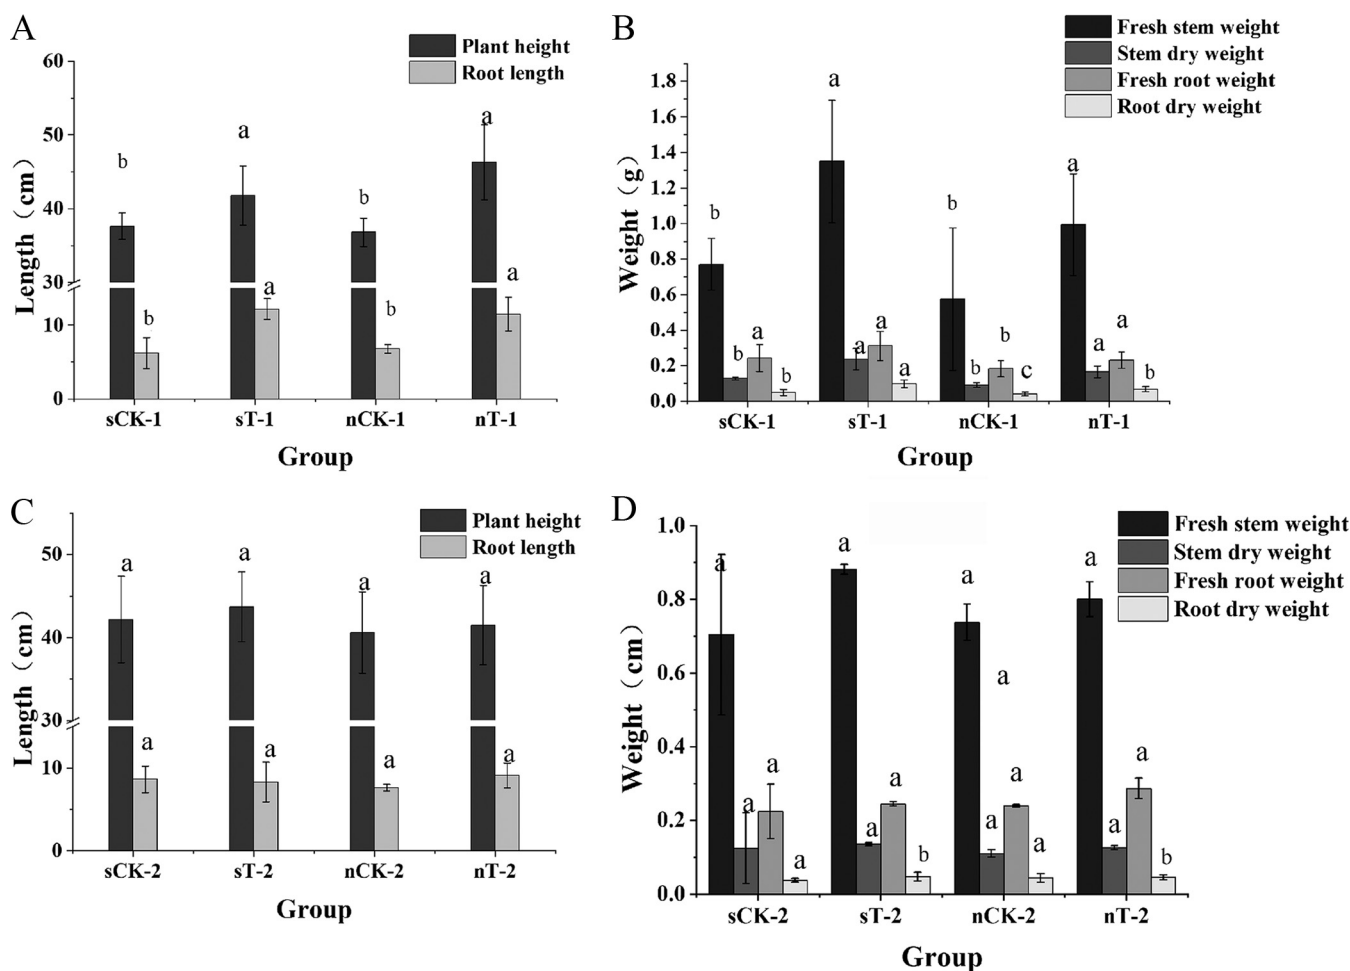 A
Plant height
Root length
60
50
40
30
10
0
Length（cm）
b
b
a
a
b
b
a
a
sCK-1
sT-1
nCK-1
nT-1
Group
B
Fresh stem weight
Stem dry weight
Fresh root weight
Root dry weight
1.8
1.6
1.4
1.2
1.0
0.8
0.6
0.4
0.2
0.0
Weight（g）
b
b
a
b
a
a
a
a
b
b
b
c
a
a
a
b
sCK-1
sT-1
nCK-1
nT-1
Group
C
Plant height
Root length
50
40
30
10
0
Length（cm）
a
a
a
a
a
a
a
a
sCK-2
sT-2
nCK-2
nT-2
Group
D
Fresh stem weight
Stem dry weight
Fresh root weight
Root dry weight
1.0
0.8
0.6
0.4
0.2
0.0
Weight（cm）
a
a
a
a
a
a
a
b
a
a
a
a
a
a
a
a
b
sCK-2
sT-2
nCK-2
nT-2
Group